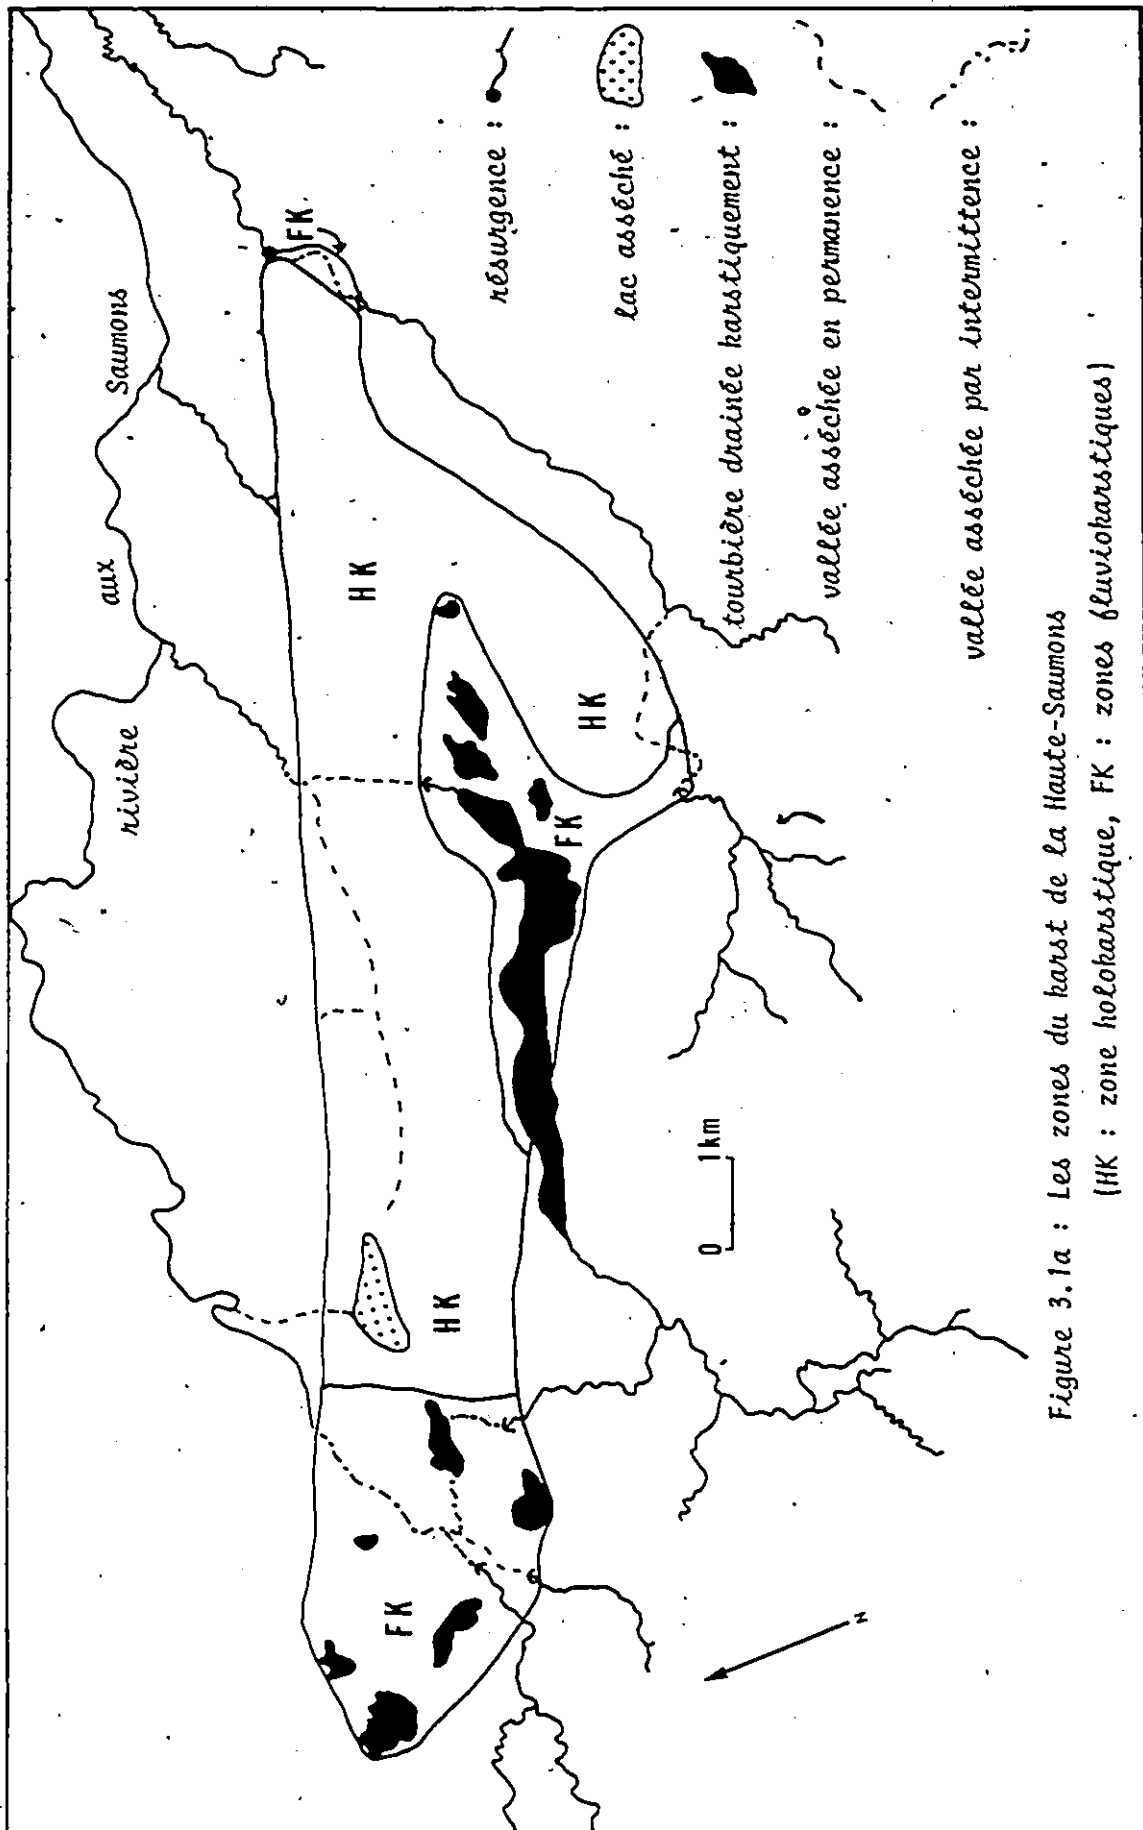 rivière
aux
Saumons
FK
HK
HK
FK
HK
FK
résurgence :
lac asséché :
tourbière drainée karstiquement :
vallée asséchée en permanence :
vallée asséchée par intermittence :
0 1km
N
Figure 3.1a : Les zones du karst de la Haute-Saumons
(HK : zone holokarstique, FK : zones fluviokarstiques)